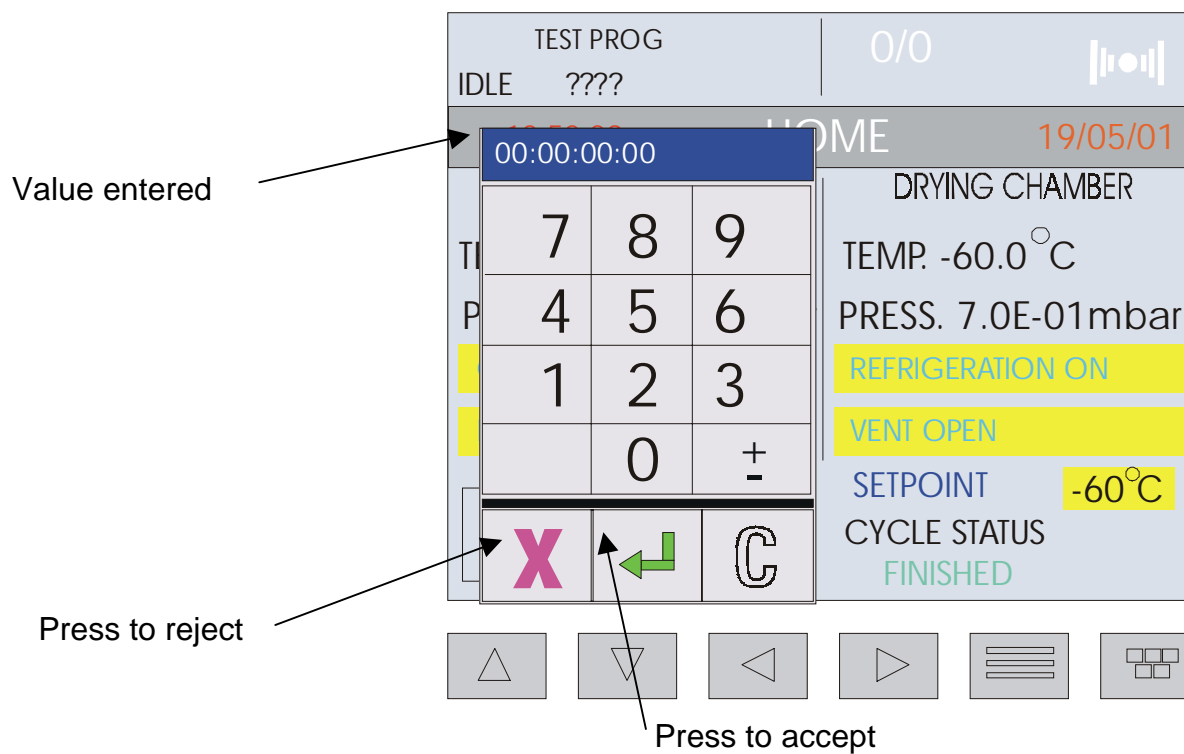 TEST PROG
0/0
IDLE ????
HOME
19/05/01
Value entered
00:00:00:00
DRYING CHAMBER
7 8 9
TEMP. -60.0°C
4 5 6
PRESS. 7.0E-01mbar
REFRIGERATION ON
1 2 3
VENT OPEN
0 ±
SETPOINT -60°C
X C
CYCLE STATUS
FINISHED
Press to reject
Press to accept